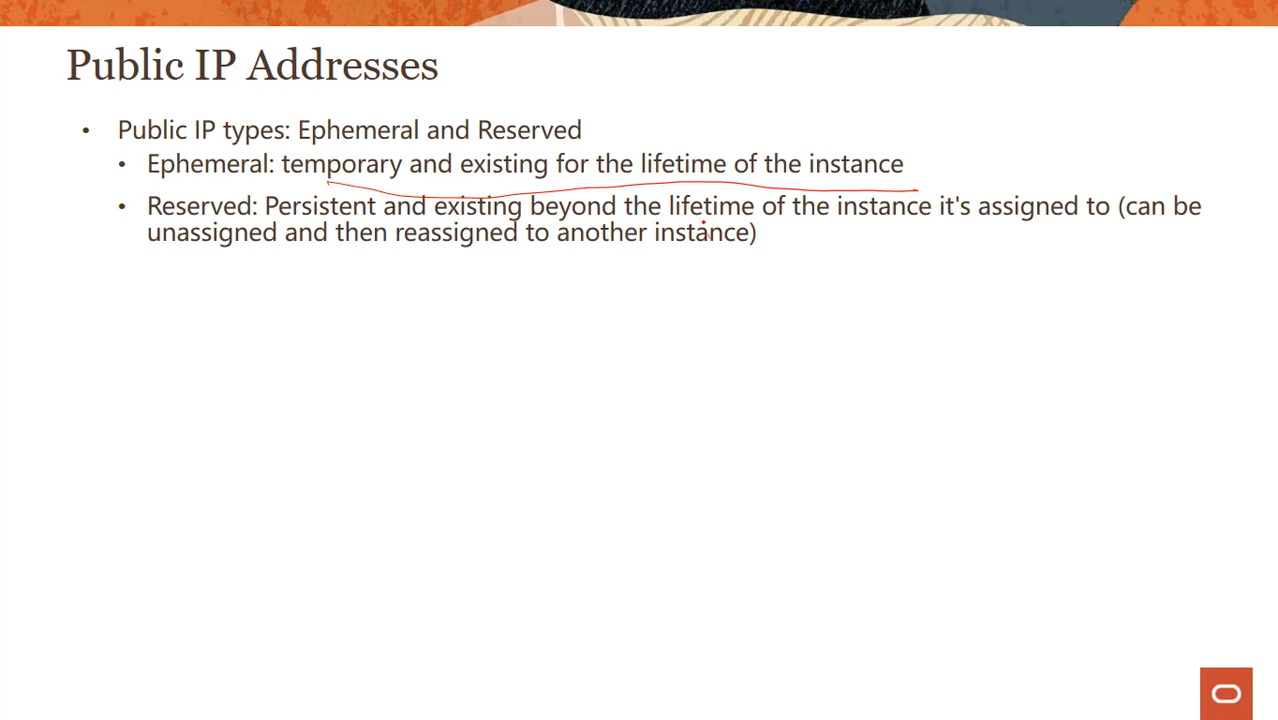 Public IP Addresses
• Public IP types: Ephemeral and Reserved
• Ephemeral: temporary and existing for the lifetime of the instance
• Reserved: Persistent and existing beyond the lifetime of the instance it's assigned to (can be
unassigned and then reassigned to another instance)